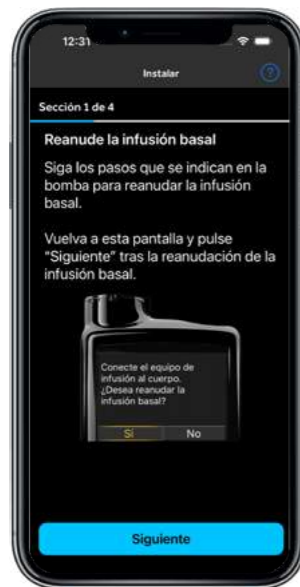 12:31
Instalar
?
Sección 1 de 4
Reanude la infusión basal
Siga los pasos que se indican en la
bomba para reanudar la infusión
basal.
Vuelva a esta pantalla y pulse
“Siguiente” tras la reanudación de la
infusión basal.
Conecte el equipo de
infusión al cuerpo.
¿Desea reanudar la
infusión basal?
Sí No
Siguiente